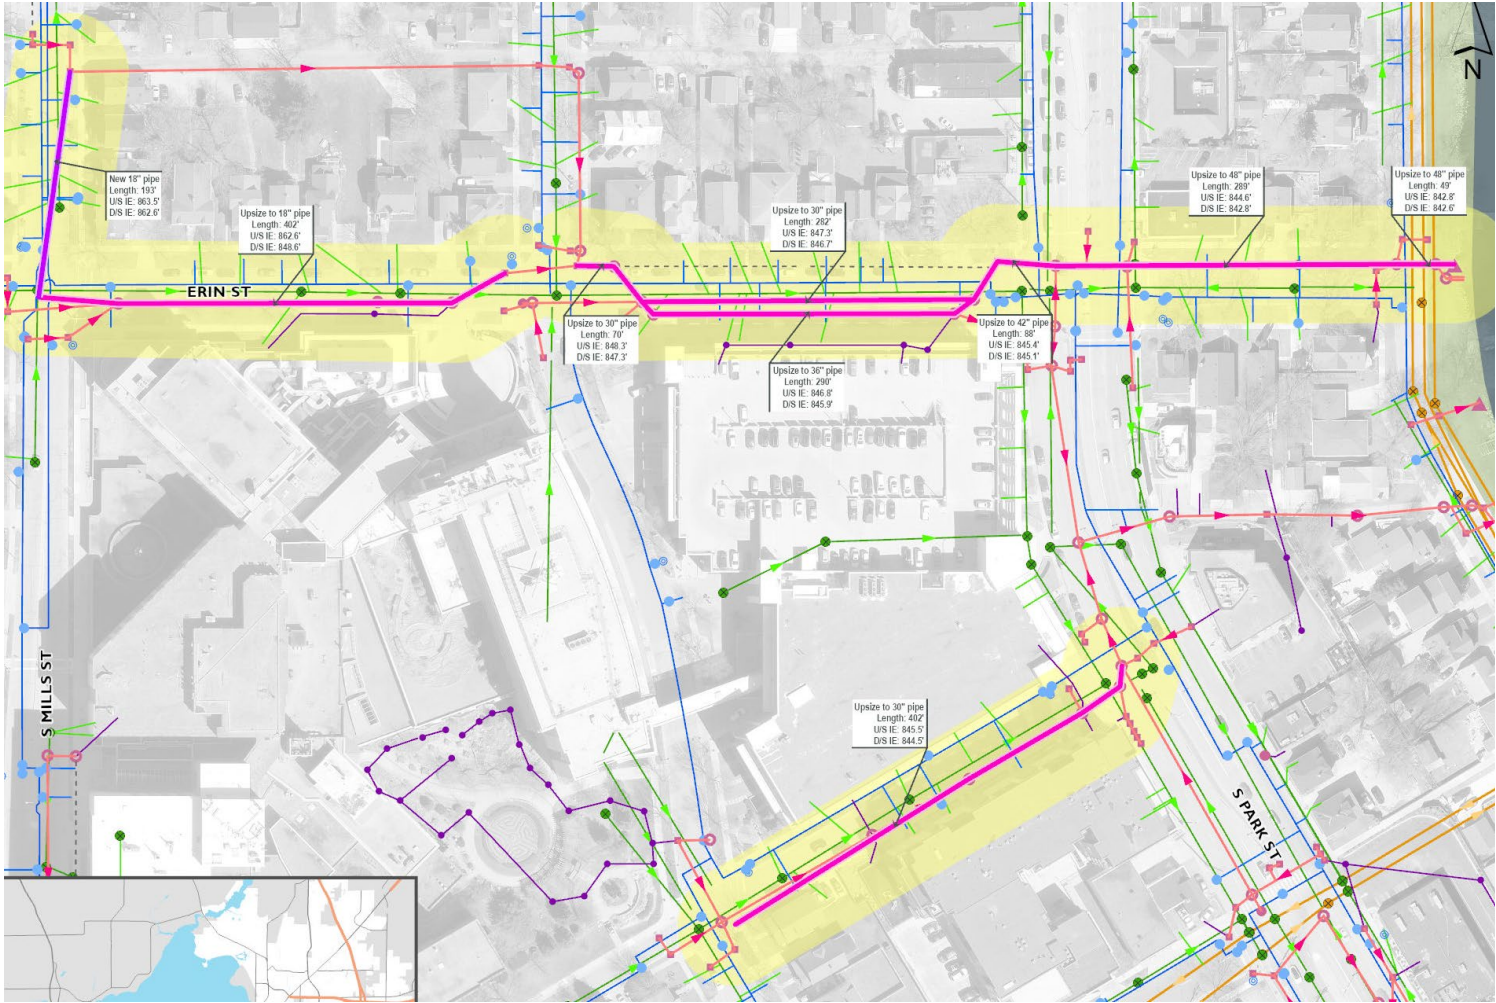 N
New 18" pipe
Length: 193'
U/S IE: 863.5'
D/S IE: 862.6'
Upsize to 18" pipe
Length: 402'
U/S IE: 862.6'
D/S IE: 848.6'
Upsize to 30" pipe
Length: 282'
U/S IE: 847.3'
D/S IE: 846.7'
Upsize to 48" pipe
Length: 289'
U/S IE: 844.6'
D/S IE: 842.8'
Upsize to 48" pipe
Length: 49'
U/S IE: 842.8'
D/S IE: 842.6'
ERIN ST
Upsize to 30" pipe
Length: 70'
U/S IE: 848.3'
D/S IE: 847.3'
Upsize to 36" pipe
Length: 290'
U/S IE: 846.8'
D/S IE: 845.9'
Upsize to 42" pipe
Length: 88'
U/S IE: 845.4'
D/S IE: 845.1'
S MILLS ST
Upsize to 30" pipe
Length: 402'
U/S IE: 845.5'
D/S IE: 844.5'
S PARK ST